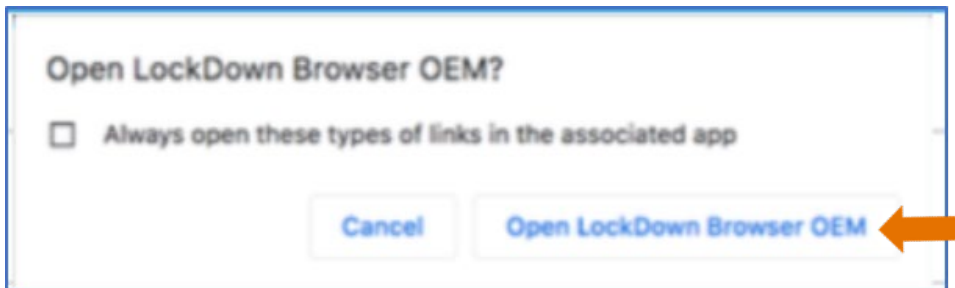 Open LockDown Browser OEM?
Always open these types of links in the associated app
Cancel Open LockDown Browser OEM